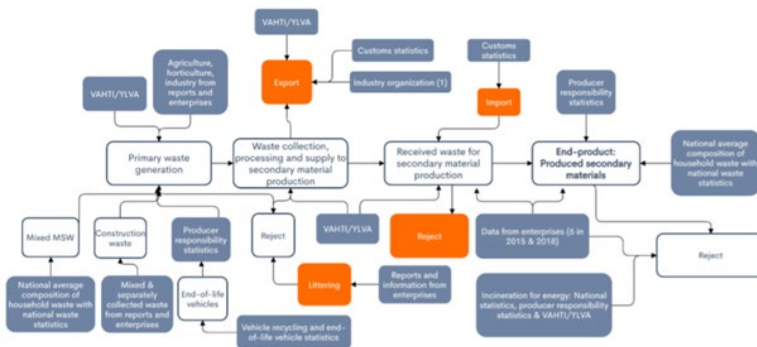 VAHTI/YLVA
Customs statistics
Customs
statistics
Agriculture,
horticulture,
industry from
reports and
enterprises
VAHTI/YLVA
Export
Industry organization (1)
Import
Producer
responsibility
statistics
Primary waste
generation
Waste collection,
processing and supply to
secondary material
production
Received waste for
secondary material
production
End-product:
Produced secondary
materials
National average
composition of
household waste with
national waste
statistics
Mixed MSW
Construction
waste
Producer
responsibility
statistics
Reject
VAHTI/YLVA
Reject
Data from enterprises (6 in
2015 & 2018)
Reject
National average
composition of
household waste with
national waste
statistics
Mixed &
separately
collected waste
from reports and
enterprises
End-of-life
vehicles
Littering
Reports and
information from
enterprises
Incineration for energy: National
statistics, producer responsibility
statistics & VAHTI/YLVA
Vehicle recycling and end-
of-life vehicle statistics